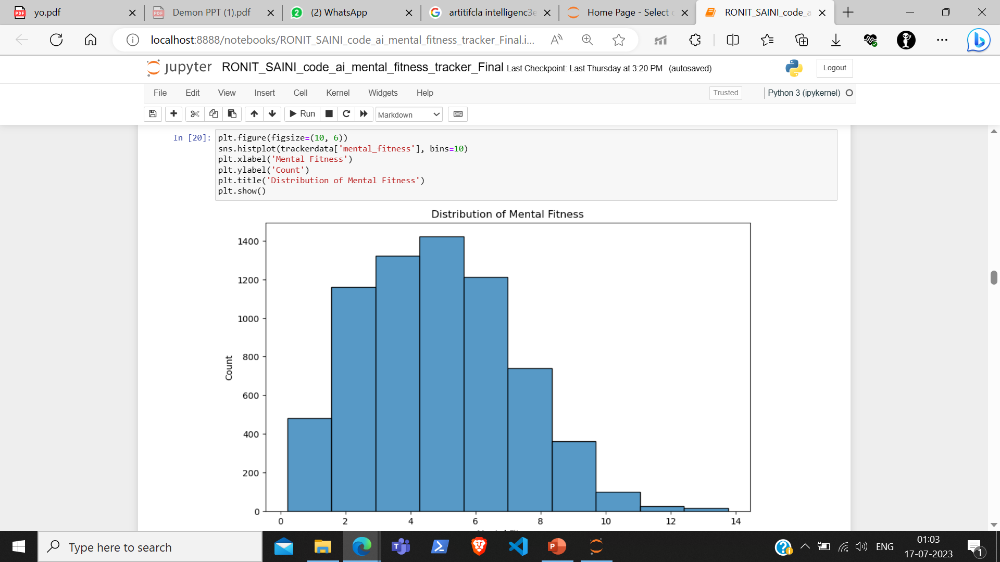 yo.pdf
Demon PPT (1).pdf
(2) WhatsApp
artitifcla intelligenc3e
Home Page - Select
RONIT_SAINI_code_a
localhost:8888/notebooks/RONIT_SAINI_code_ai_mental_fitness_tracker_Final.i...
jupyter RONIT_SAINI_code_ai_mental_fitness_tracker_Final Last Checkpoint: Last Thursday at 3:20 PM (autosaved)
Logout
File Edit View Insert Cell Kernel Widgets Help
Trusted
Python 3 (ipykernel)
Run
Markdown
In [20]: plt.figure(figsize=(10, 6))
sns.histplot(trackerdata['mental_fitness'], bins=10)
plt.xlabel('Mental Fitness')
plt.ylabel('Count')
plt.title('Distribution of Mental Fitness')
plt.show()
Distribution of Mental Fitness
1400
1200
1000
800
600
400
200
0
Count
0 2 4 6 8 10 12 14
Type here to search
ENG
01:03
17-07-2023
1